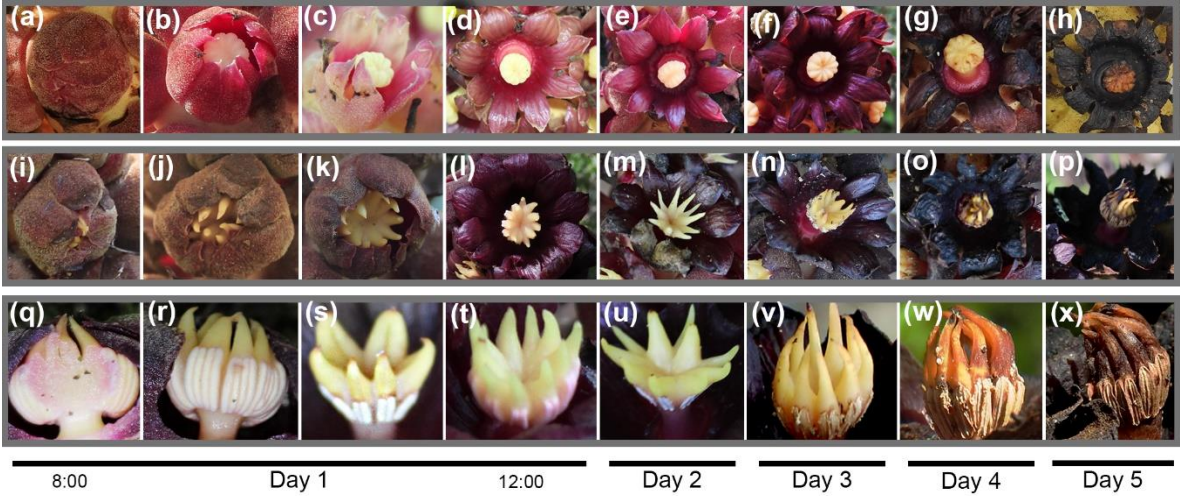 (a) (b) (c) (d) (e) (f) (g) (h)
(i) (j) (k) (l) (m) (n) (o) (p)
(q) (r) (s) (t) (u) (v) (w) (x)
8:00 Day 1 12:00 Day 2 Day 3 Day 4 Day 5